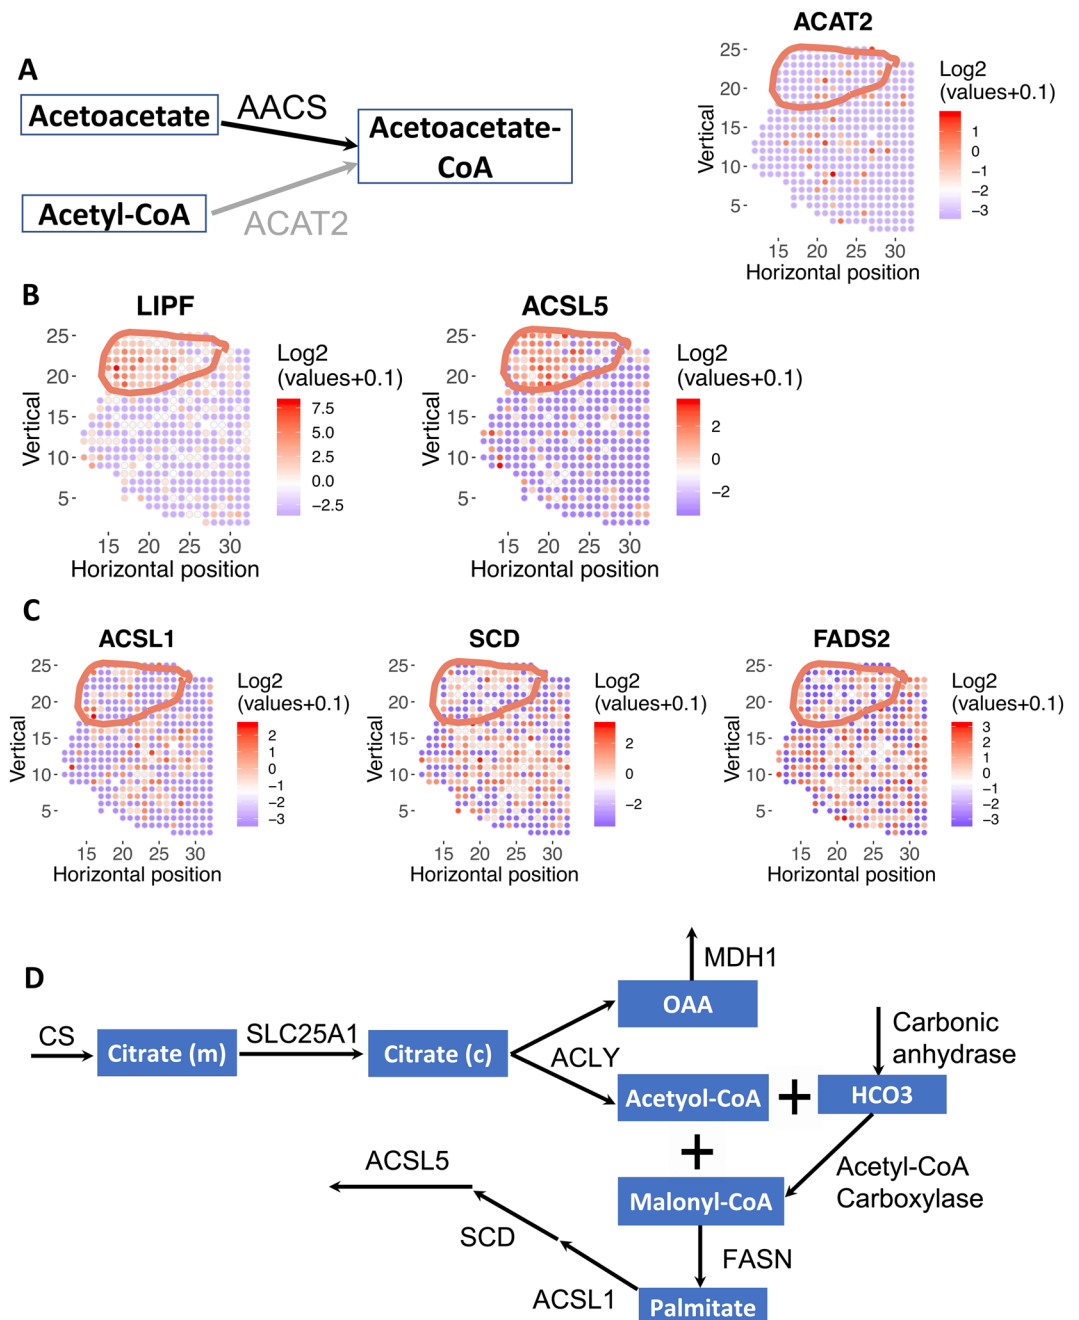 A
Acetoacetate
AACS
Acetoacetate-
CoA
Acetyl-CoA
ACAT2
ACAT2
25
20
15
10
5
Vertical
15 20 25 30
Horizontal position
Log2
(values+0.1)
1
0
−1
−2
−3
B
LIPF
25
20
15
10
5
Vertical
15 20 25 30
Horizontal position
Log2
(values+0.1)
7.5
5.0
2.5
0.0
−2.5
ACSL5
25
20
15
10
5
Vertical
15 20 25 30
Horizontal position
Log2
(values+0.1)
2
0
−2
C
ACSL1
25
20
15
10
5
Vertical
15 20 25 30
Horizontal position
Log2
(values+0.1)
2
1
0
−1
−2
−3
SCD
25
20
15
10
5
Vertical
15 20 25 30
Horizontal position
Log2
(values+0.1)
2
0
−2
FADS2
25
20
15
10
5
Vertical
15 20 25 30
Horizontal position
Log2
(values+0.1)
3
2
1
0
−1
−2
−3
D
CS
Citrate (m)
SLC25A1
Citrate (c)
ACLY
MDH1
OAA
Acetyol-CoA
+
HCO3
Carbonic
anhydrase
+
Malonyl-CoA
Acetyl-CoA
Carboxylase
FASN
Palmitate
ACSL1
SCD
ACSL5